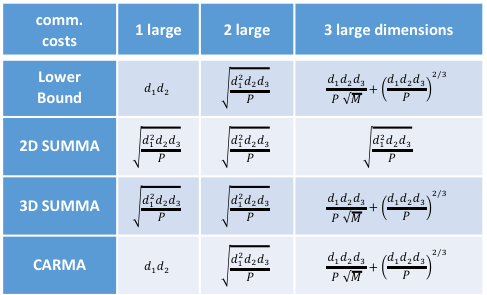 comm. costs | 1 large | 2 large | 3 large dimensions
Lower Bound | $d_1 d_2$ | $\sqrt{\frac{d_1^2 d_2 d_3}{P}}$ | $\frac{d_1 d_2 d_3}{P\sqrt{M}} + \left(\frac{d_1 d_2 d_3}{P}\right)^{2/3}$
2D SUMMA | $\sqrt{\frac{d_1^2 d_2 d_3}{P}}$ | $\sqrt{\frac{d_1^2 d_2 d_3}{P}}$ | $\sqrt{\frac{d_1^2 d_2 d_3}{P}}$
3D SUMMA | $\sqrt{\frac{d_1^2 d_2 d_3}{P}}$ | $\sqrt{\frac{d_1^2 d_2 d_3}{P}}$ | $\frac{d_1 d_2 d_3}{P\sqrt{M}} + \left(\frac{d_1 d_2 d_3}{P}\right)^{2/3}$
CARMA | $d_1 d_2$ | $\sqrt{\frac{d_1^2 d_2 d_3}{P}}$ | $\frac{d_1 d_2 d_3}{P\sqrt{M}} + \left(\frac{d_1 d_2 d_3}{P}\right)^{2/3}$